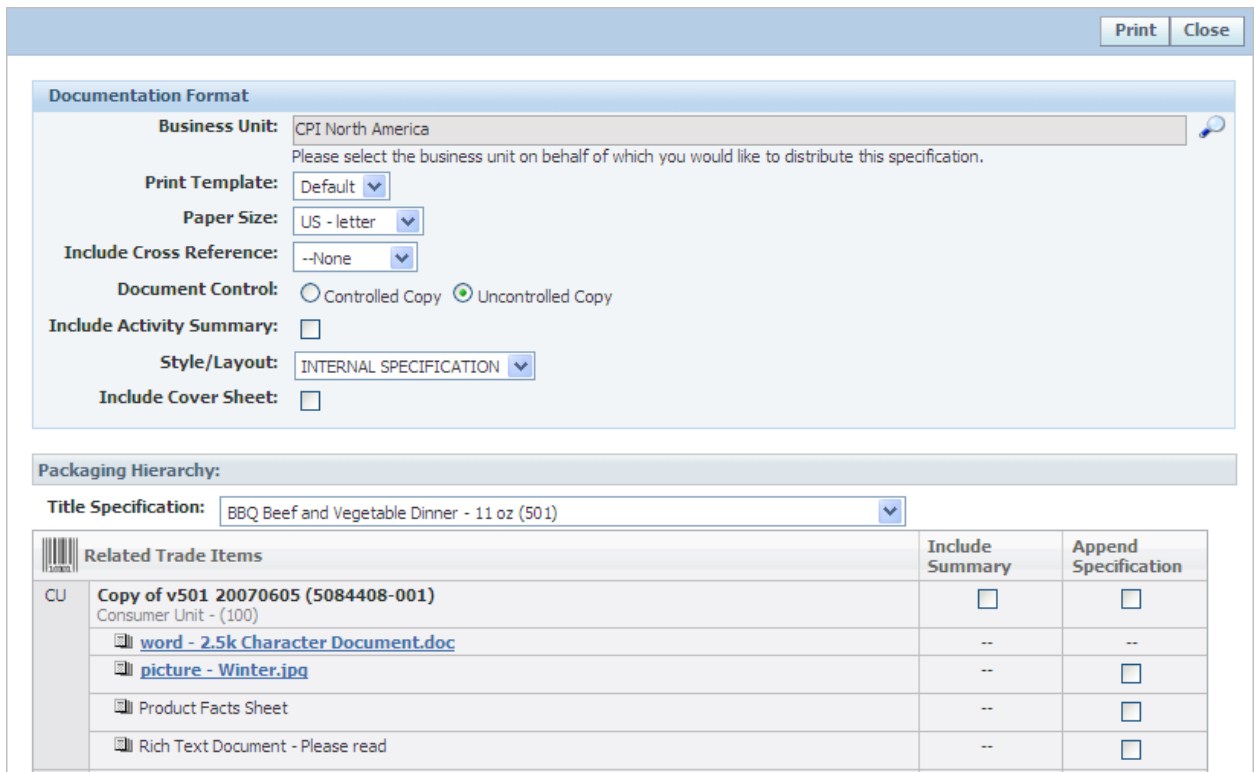 Print Close
Documentation Format
Business Unit: CPI North America
Please select the business unit on behalf of which you would like to distribute this specification.
Print Template: Default
Paper Size: US - letter
Include Cross Reference: --None
Document Control: Controlled Copy Uncontrolled Copy
Include Activity Summary:
Style/Layout: INTERNAL SPECIFICATION
Include Cover Sheet:
Packaging Hierarchy:
Title Specification: BBQ Beef and Vegetable Dinner - 11 oz (501)
Related Trade Items Include Summary Append Specification
CU Copy of v501 20070605 (5084408-001)
Consumer Unit - (100)
word - 2.5k Character Document.doc -- --
picture - Winter.jpg --
Product Facts Sheet --
Rich Text Document - Please read --